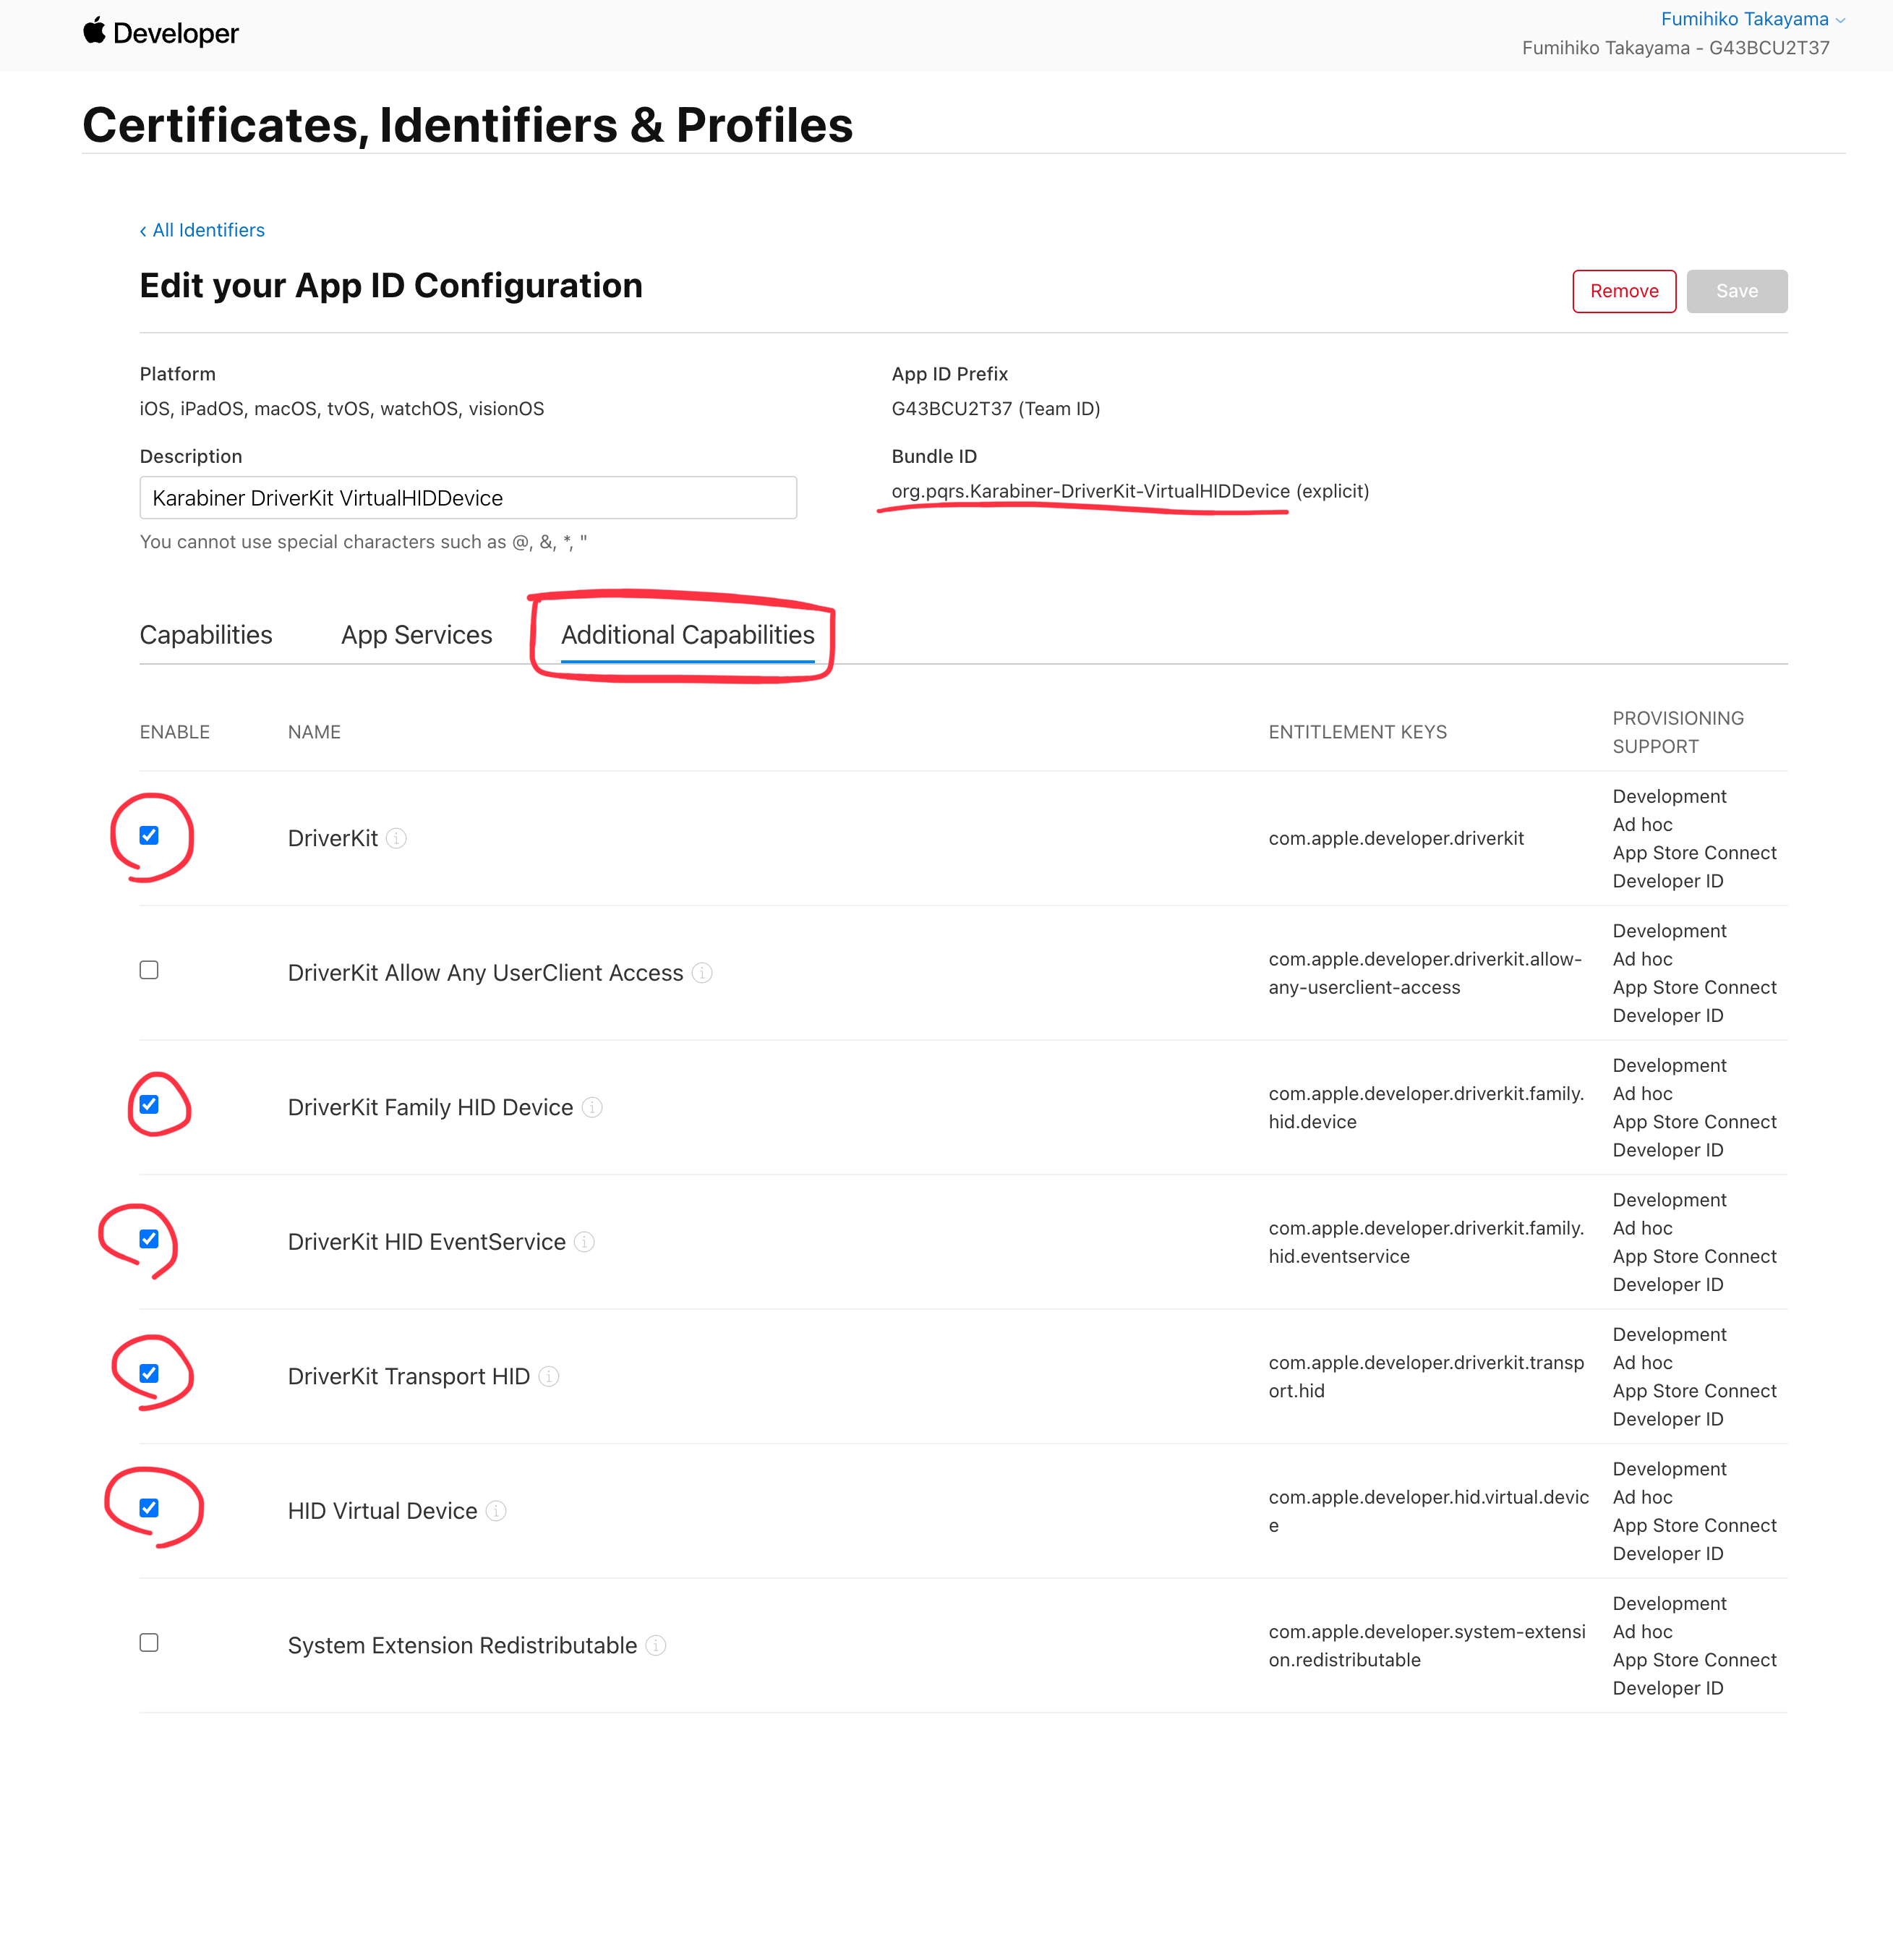 Developer
Fumihiko Takayama
Fumihiko Takayama - G43BCU2T37
Certificates, Identifiers & Profiles
‹ All Identifiers
Edit your App ID Configuration
Remove
Save
Platform
iOS, iPadOS, macOS, tvOS, watchOS, visionOS
App ID Prefix
G43BCU2T37 (Team ID)
Description
Karabiner DriverKit VirtualHIDDevice
You cannot use special characters such as @, &, *, "
Bundle ID
org.pqrs.Karabiner-DriverKit-VirtualHIDDevice (explicit)
Capabilities
App Services
Additional Capabilities
ENABLE
NAME
ENTITLEMENT KEYS
PROVISIONING
SUPPORT
DriverKit
com.apple.developer.driverkit
Development
Ad hoc
App Store Connect
Developer ID
DriverKit Allow Any UserClient Access
com.apple.developer.driverkit.allow-
any-userclient-access
Development
Ad hoc
App Store Connect
Developer ID
DriverKit Family HID Device
com.apple.developer.driverkit.family.
hid.device
Development
Ad hoc
App Store Connect
Developer ID
DriverKit HID EventService
com.apple.developer.driverkit.family.
hid.eventservice
Development
Ad hoc
App Store Connect
Developer ID
DriverKit Transport HID
com.apple.developer.driverkit.transp
ort.hid
Development
Ad hoc
App Store Connect
Developer ID
HID Virtual Device
com.apple.developer.hid.virtual.devic
e
Development
Ad hoc
App Store Connect
Developer ID
System Extension Redistributable
com.apple.developer.system-extensi
on.redistributable
Development
Ad hoc
App Store Connect
Developer ID